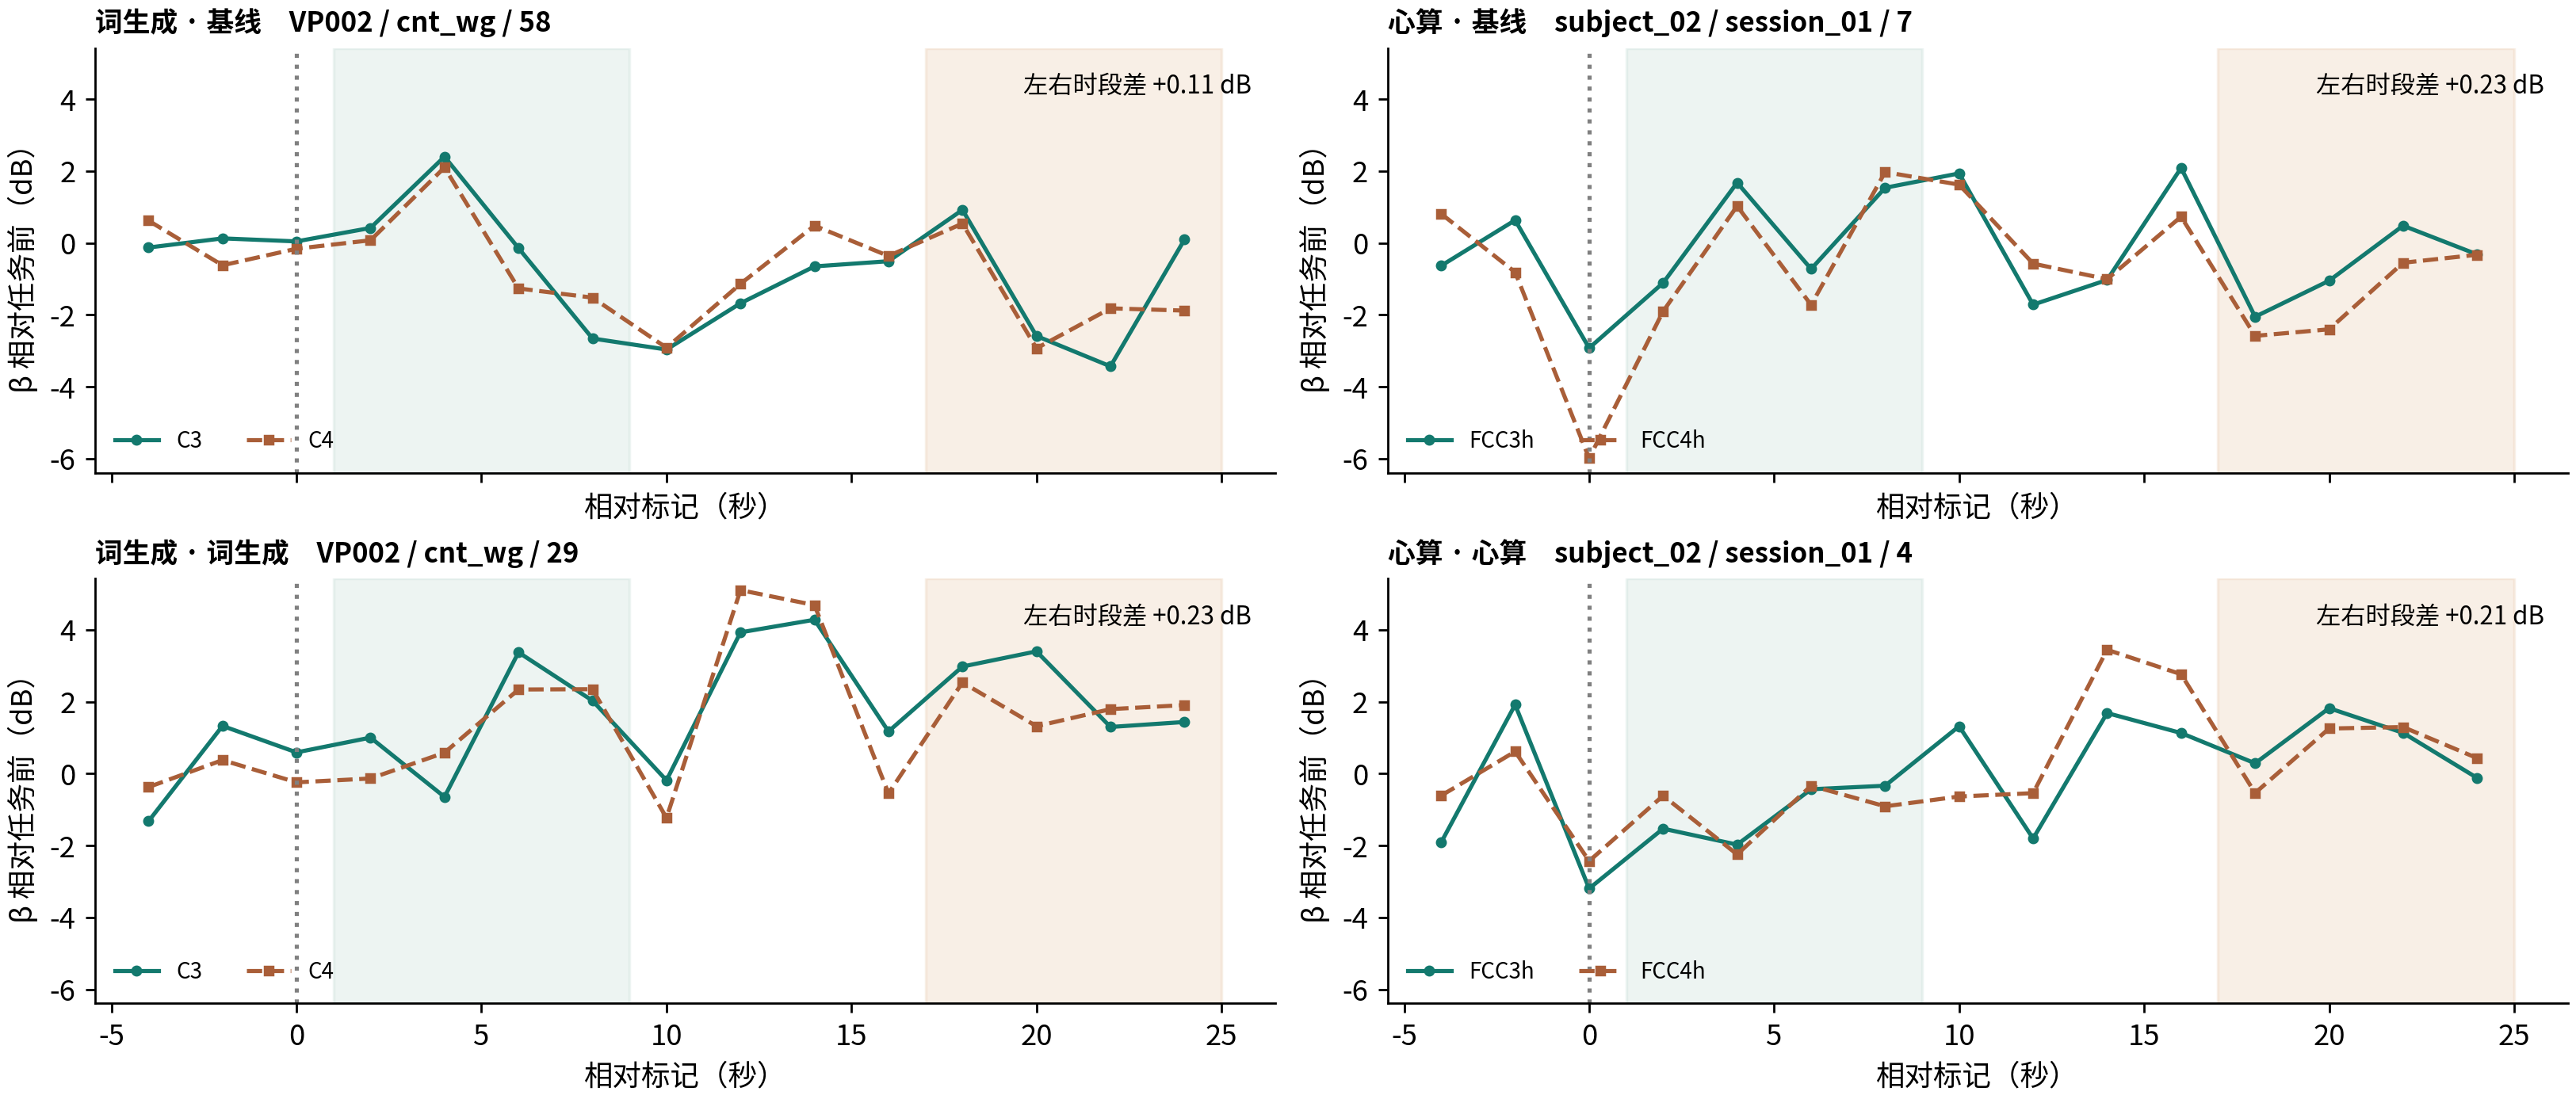 词生成 · 基线 VP002 / cnt_wg / 58
左右时段差 +0.11 dB
β 相对任务前（dB）
4
2
0
-2
-4
-6
C3 C4
相对标记（秒）
心算 · 基线 subject_02 / session_01 / 7
左右时段差 +0.23 dB
β 相对任务前（dB）
4
2
0
-2
-4
-6
FCC3h FCC4h
相对标记（秒）
词生成 · 词生成 VP002 / cnt_wg / 29
左右时段差 +0.23 dB
β 相对任务前（dB）
4
2
0
-2
-4
-6
C3 C4
-5 0 5 10 15 20 25
相对标记（秒）
心算 · 心算 subject_02 / session_01 / 4
左右时段差 +0.21 dB
β 相对任务前（dB）
4
2
0
-2
-4
-6
FCC3h FCC4h
-5 0 5 10 15 20 25
相对标记（秒）